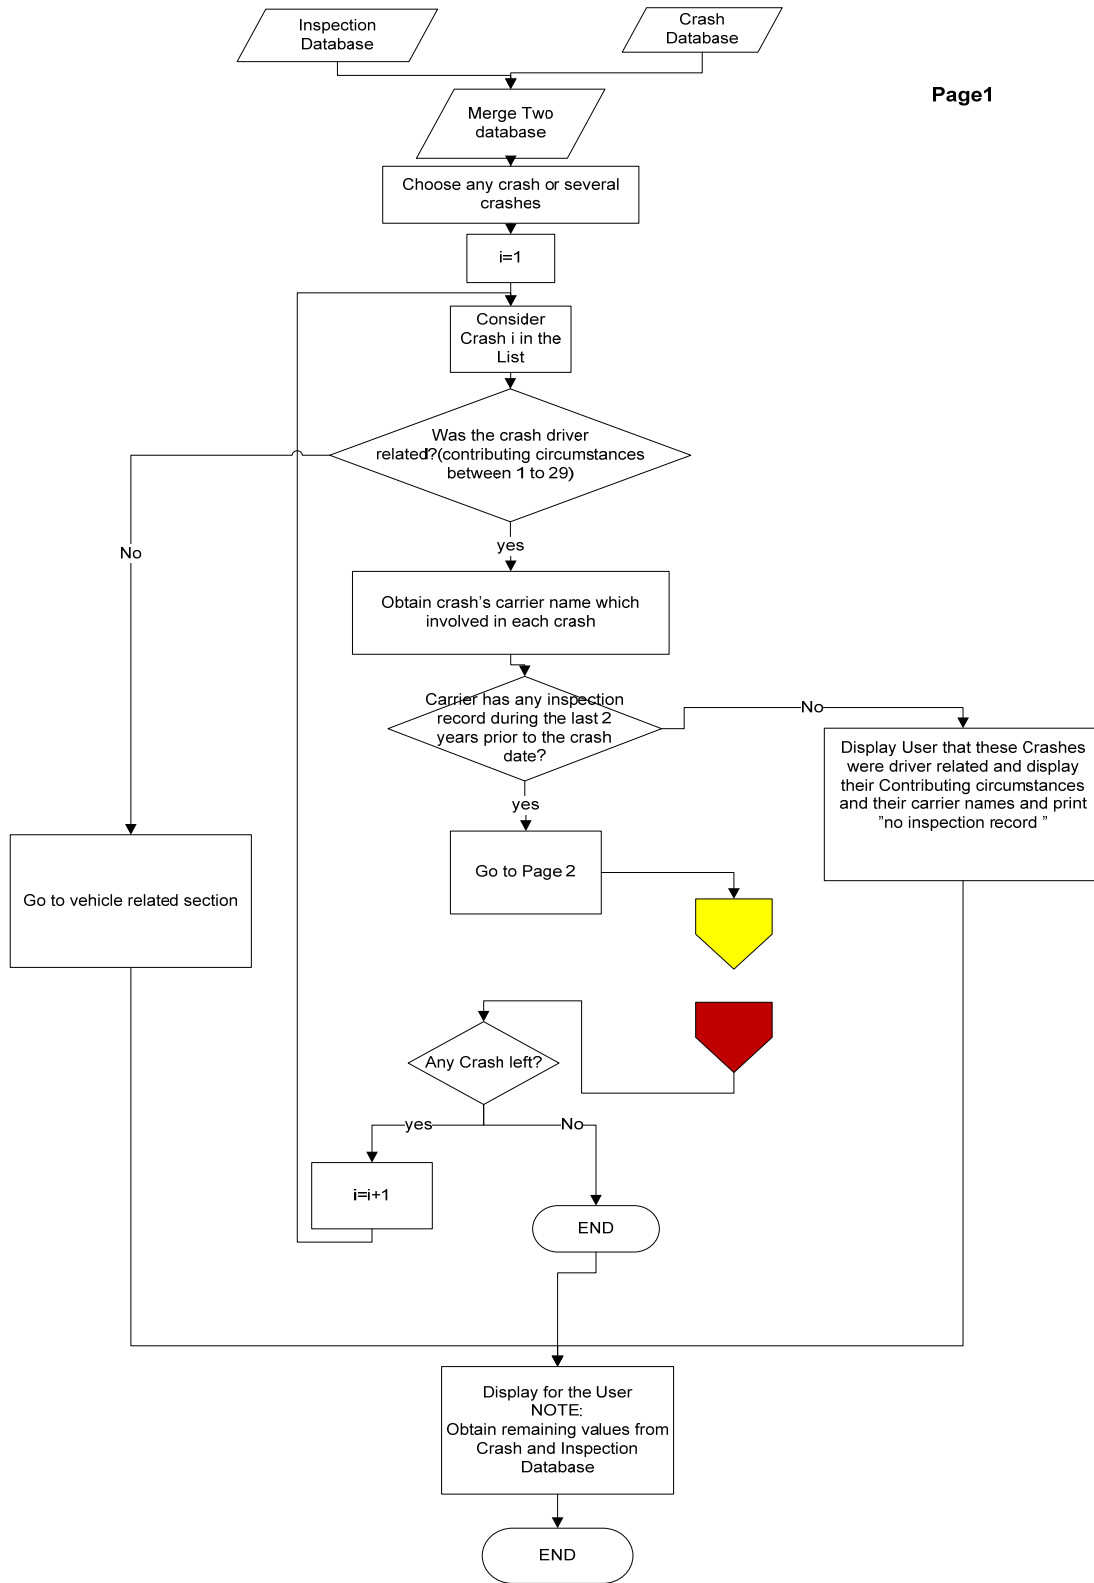 Inspection
Database
Crash
Database
Page1
Merge Two
database
Choose any crash or several
crashes
i=1
Consider
Crash i in the
List
Was the crash driver
related?(contributing circumstances
between 1 to 29)
No
yes
Obtain crash's carrier name which
involved in each crash
Carrier has any inspection
record during the last 2
years prior to the crash
date?
No
yes
Display User that these Crashes
were driver related and display
their Contributing circumstances
and their carrier names and print
"no inspection record "
Go to Page 2
Go to vehicle related section
Any Crash left?
yes
No
i=i+1
END
Display for the User
NOTE:
Obtain remaining values from
Crash and Inspection
Database
END